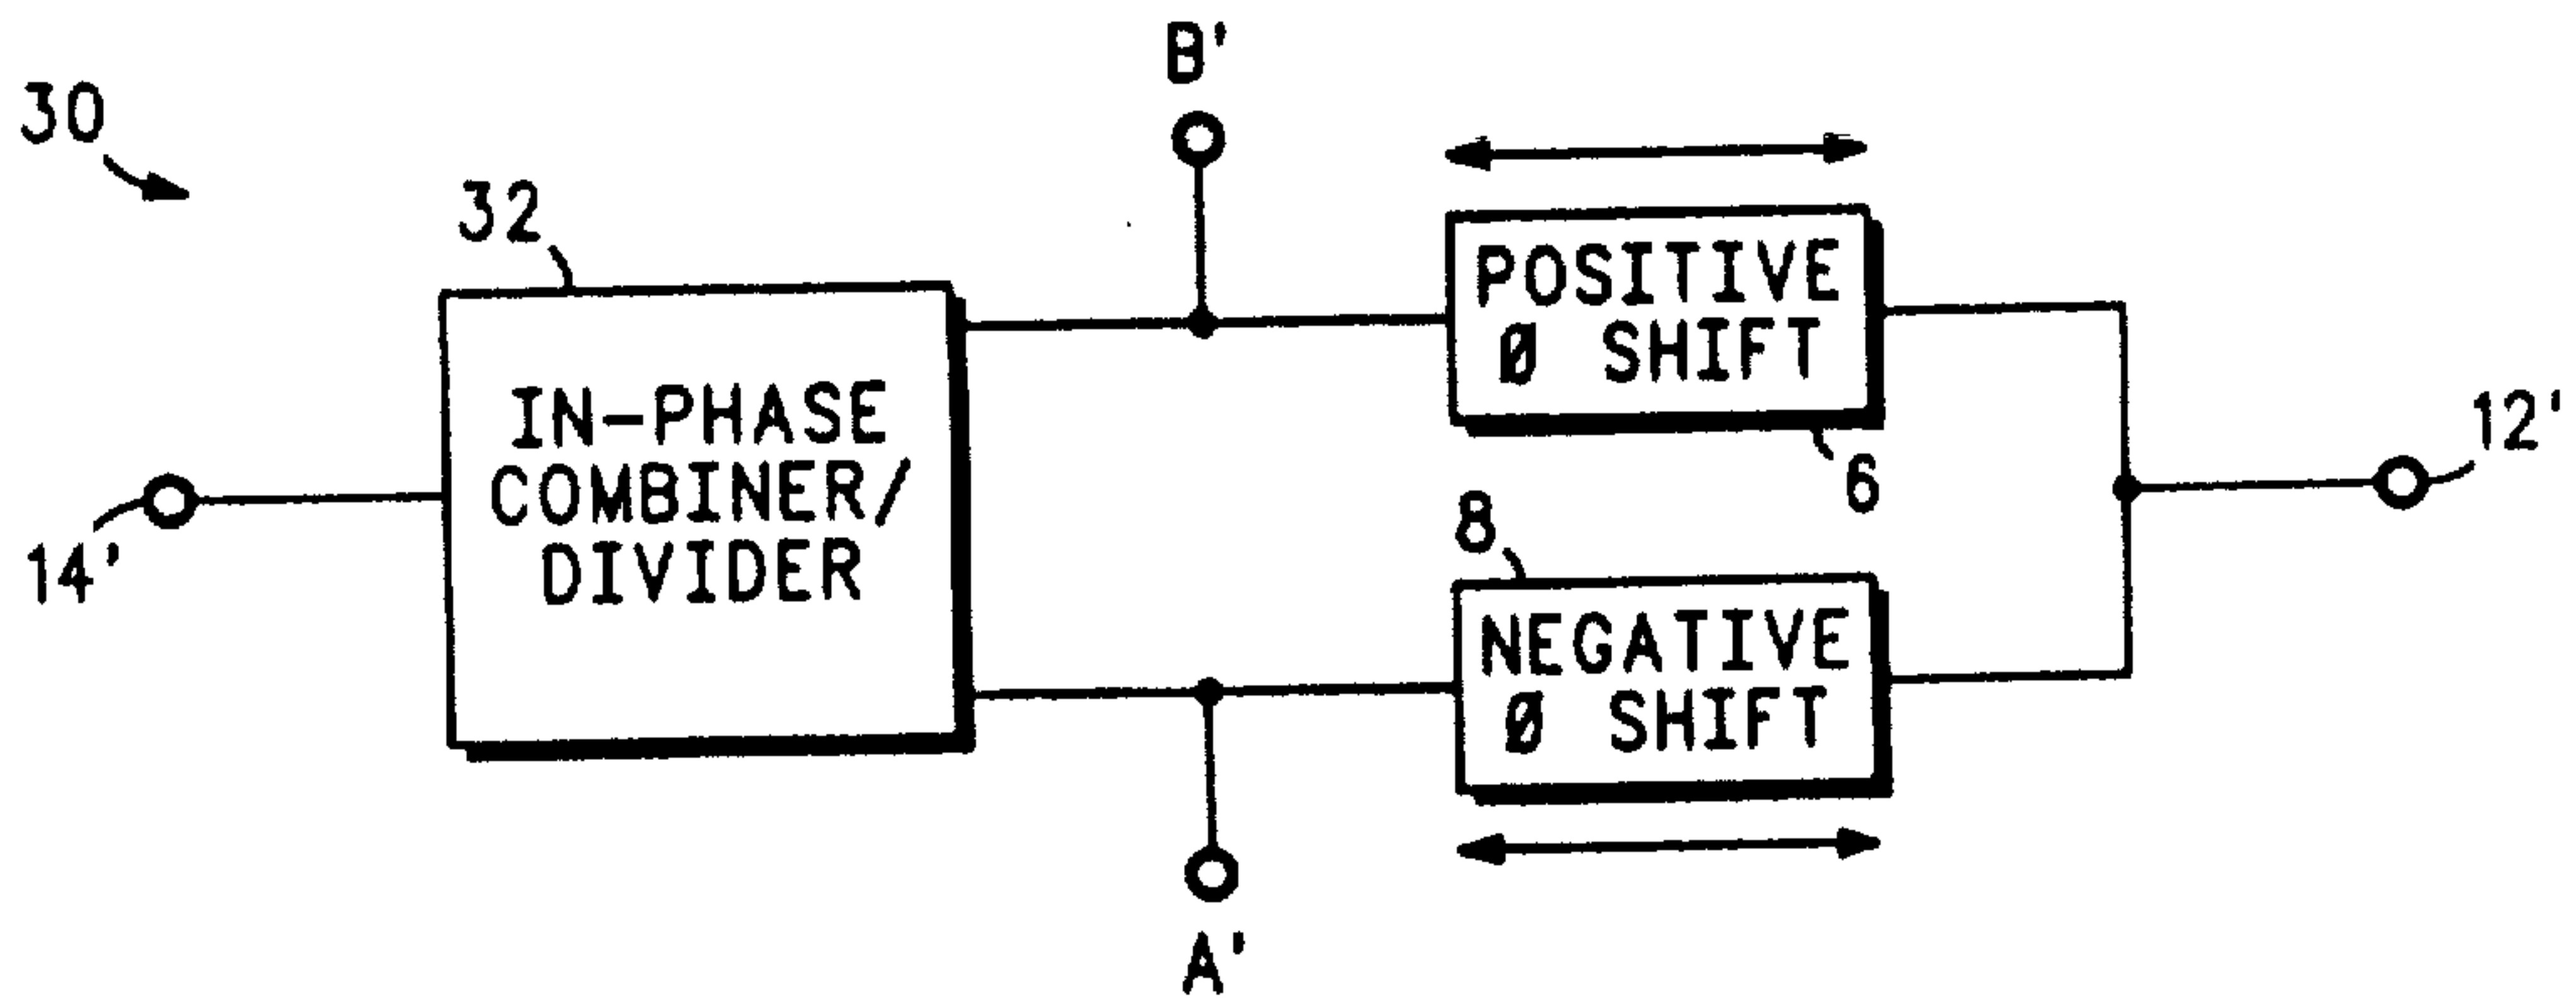 B'
30
32
POSITIVE
Ø SHIFT
IN-PHASE
COMBINER/
DIVIDER
12'
6
8
14'
NEGATIVE
Ø SHIFT
A'